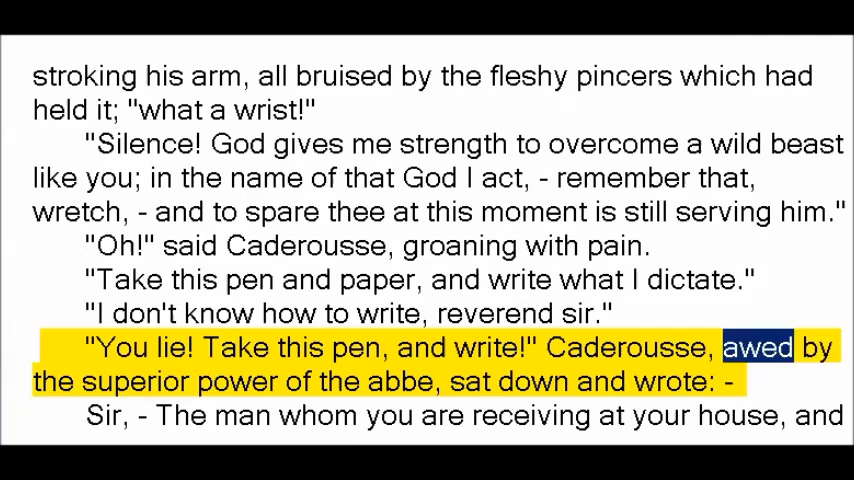 stroking his arm, all bruised by the fleshy pincers which had
held it; "what a wrist!"
"Silence! God gives me strength to overcome a wild beast
like you; in the name of that God I act, - remember that,
wretch, - and to spare thee at this moment is still serving him."
"Oh!" said Caderousse, groaning with pain.
"Take this pen and paper, and write what I dictate."
"I don't know how to write, reverend sir."
"You lie! Take this pen, and write!" Caderousse, awed by
the superior power of the abbe, sat down and wrote: -
Sir, - The man whom you are receiving at your house, and